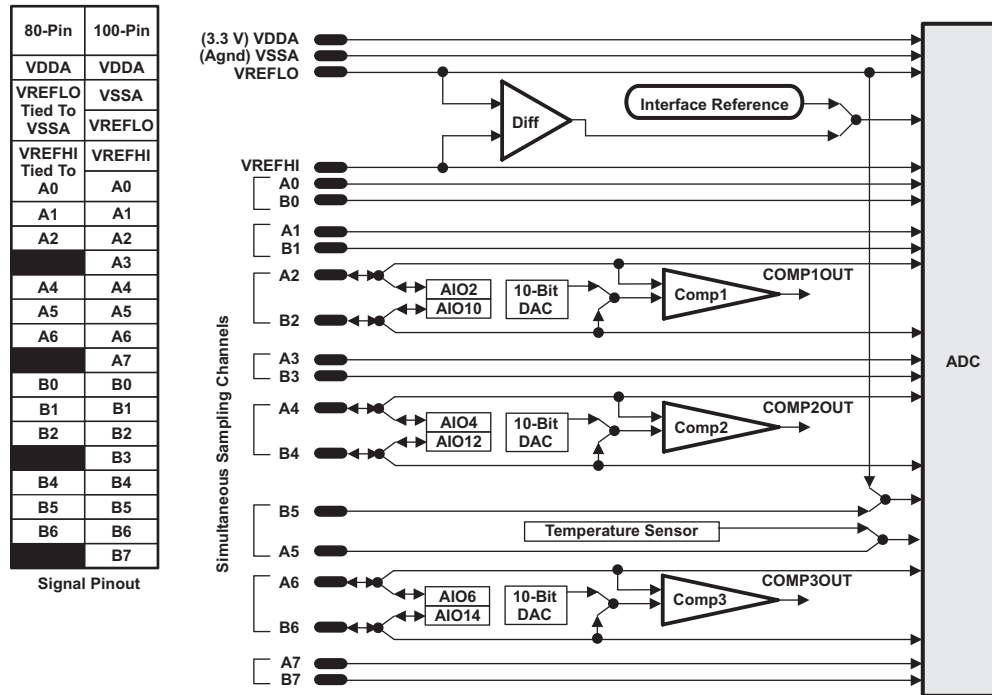 80-Pin 100-Pin
VDDA VDDA
VREFLO Tied To VSSA
VSSA
VREFLO
VREFHI Tied To A0
VREFHI
A0
A1 A1
A2 A2
A3
A4 A4
A5 A5
A6 A6
A7
B0 B0
B1 B1
B2 B2
B3
B4 B4
B5 B5
B6 B6
B7
Signal Pinout
(3.3 V) VDDA
(Agnd) VSSA
VREFLO
Diff
Interface Reference
VREFHI
A0
B0
A1
B1
A2
AIO2
AIO10
10-Bit
DAC
Comp1
COMP1OUT
B2
Simultaneous Sampling Channels
A3
B3
ADC
A4
AIO4
AIO12
10-Bit
DAC
Comp2
COMP2OUT
B4
B5
Temperature Sensor
A5
A6
AIO6
AIO14
10-Bit
DAC
Comp3
COMP3OUT
B6
A7
B7